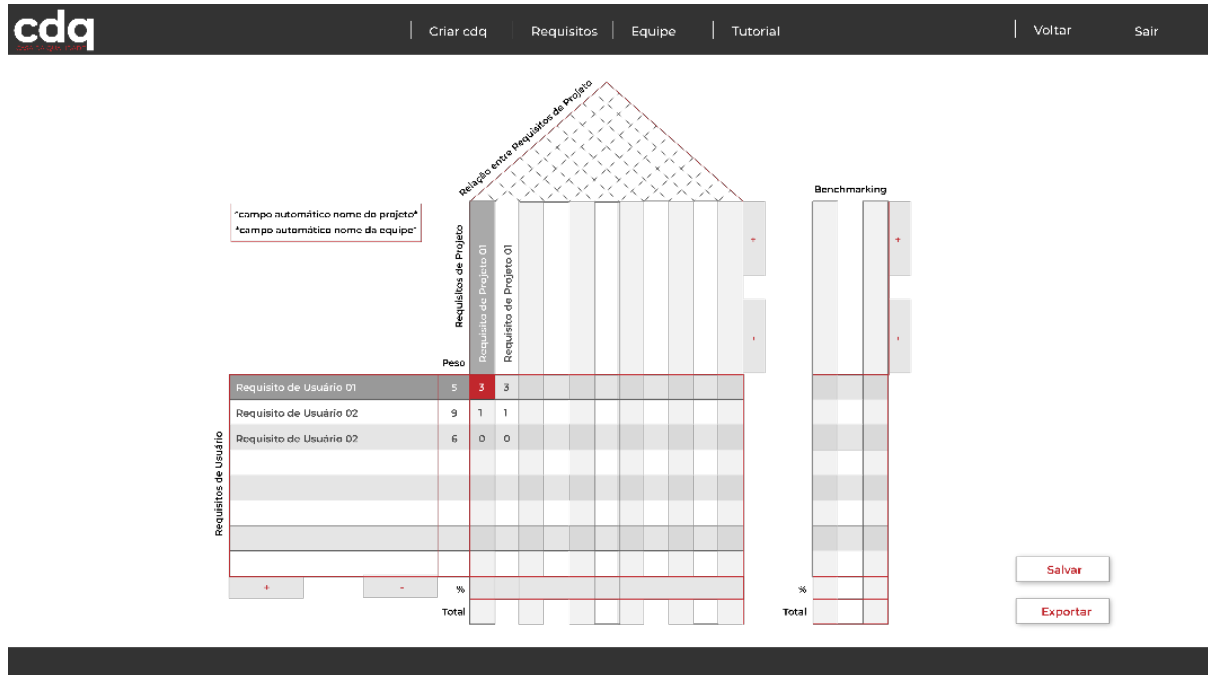 cdq
Criar cdq
Requisitos
Equipe
Tutorial
Voltar
Sair
Relação entre Requisitos de Projeto
Benchmarking
*campo automático nome do projeto*
*campo automático nome da equipe*
Requisitos de Projeto
Requisito de Projeto 01
Requisito de Projeto 01
+
+
Peso
Requisito de Usuário 01 5 3 3
Requisito de Usuário 02 9 1 1
Requisito de Usuário 02 6 0 0
Requisitos de Usuário
+ -
%
%
Total
Total
Salvar
Exportar